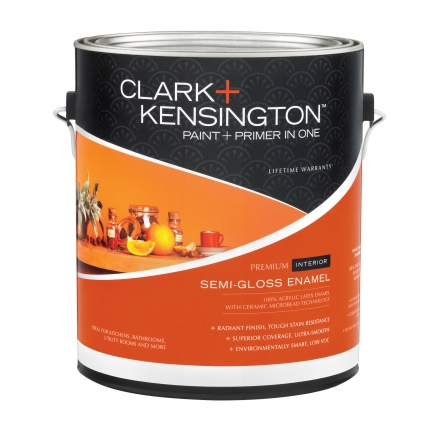 CLARK+
KENSINGTON™
PAINT + PRIMER IN ONE
LIFETIME WARRANTY†
PREMIUM INTERIOR
SEMI-GLOSS ENAMEL
100% ACRYLIC LATEX ENAMEL
WITH CERAMIC MICROBEAD TECHNOLOGY
IDEAL FOR KITCHENS, BATHROOMS,
UTILITY ROOMS AND MORE
+ RADIANT FINISH, TOUGH STAIN RESISTANCE
+ SUPERIOR COVERAGE, ULTRA-SMOOTH
+ ENVIRONMENTALLY SMART, LOW VOC